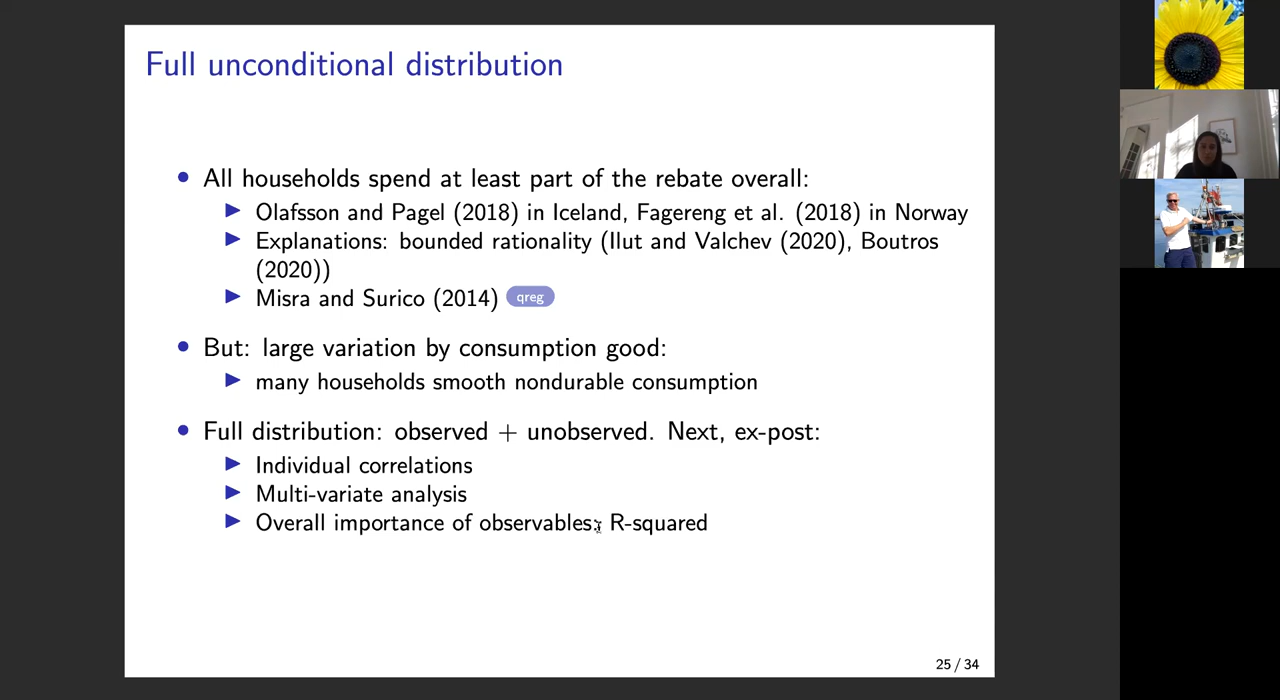 Full unconditional distribution
All households spend at least part of the rebate overall:
Olafsson and Pagel (2018) in Iceland, Fagereng et al. (2018) in Norway
Explanations: bounded rationality (Ilut and Valchev (2020), Boutros
(2020))
Misra and Surico (2014) qreg
But: large variation by consumption good:
many households smooth nondurable consumption
Full distribution: observed + unobserved. Next, ex-post:
Individual correlations
Multi-variate analysis
Overall importance of observables: R-squared
25 / 34